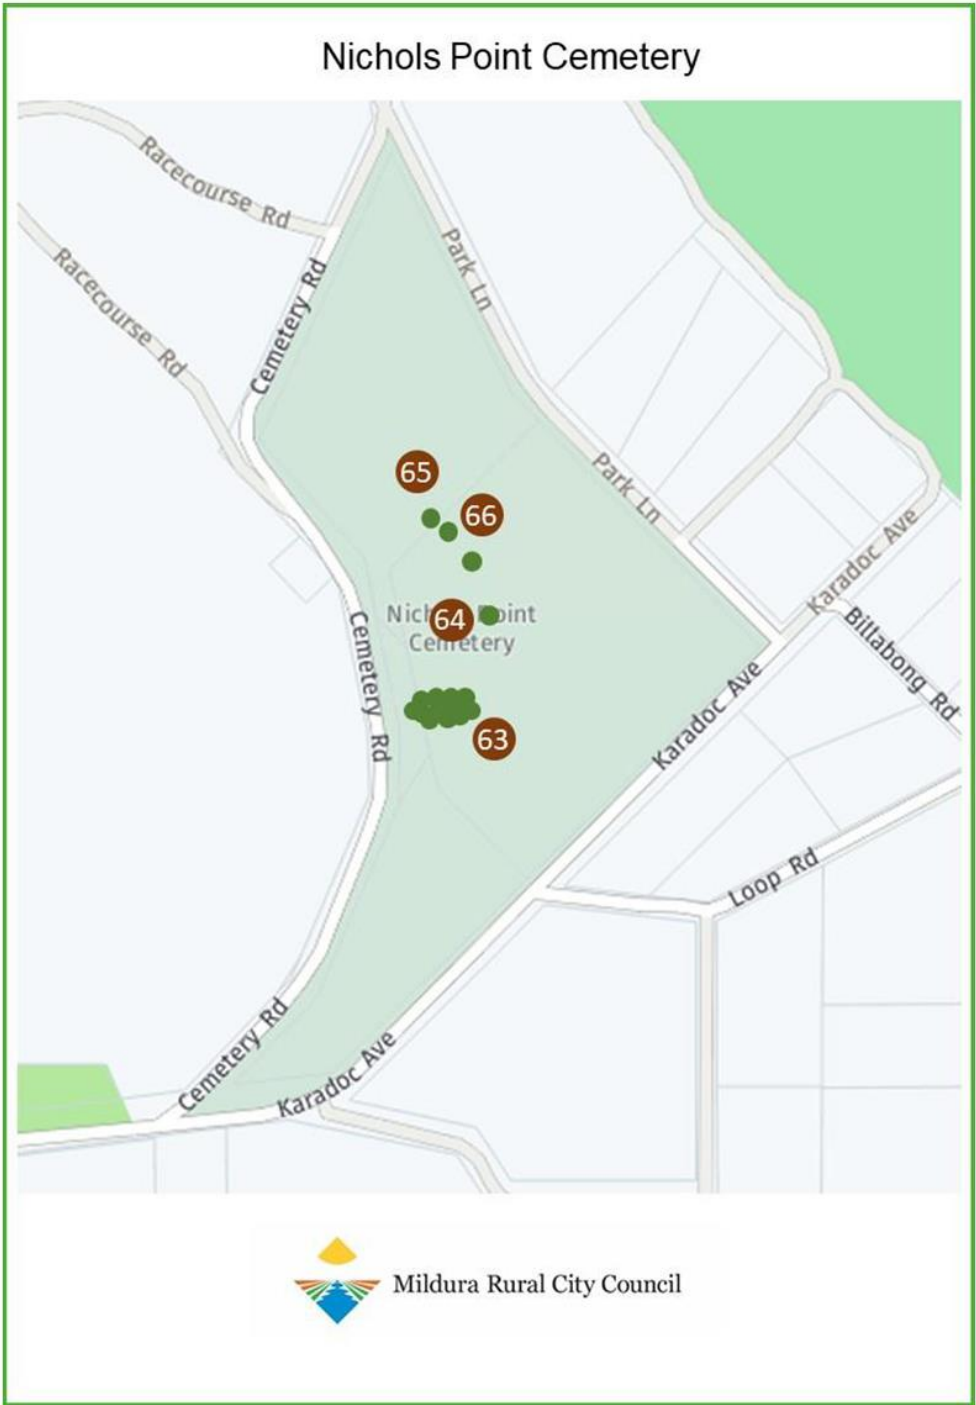 Nichols Point Cemetery
Racecourse Rd
Racecourse Rd
Park Ln
Cemetery Rd
65
66
Park Ln
Karadoc Ave
64
Cemetery
Billabong Rd
Cemetery Rd
Karadoc Ave
63
Loop Rd
Cemetery Rd
Karadoc Ave
Mildura Rural City Council